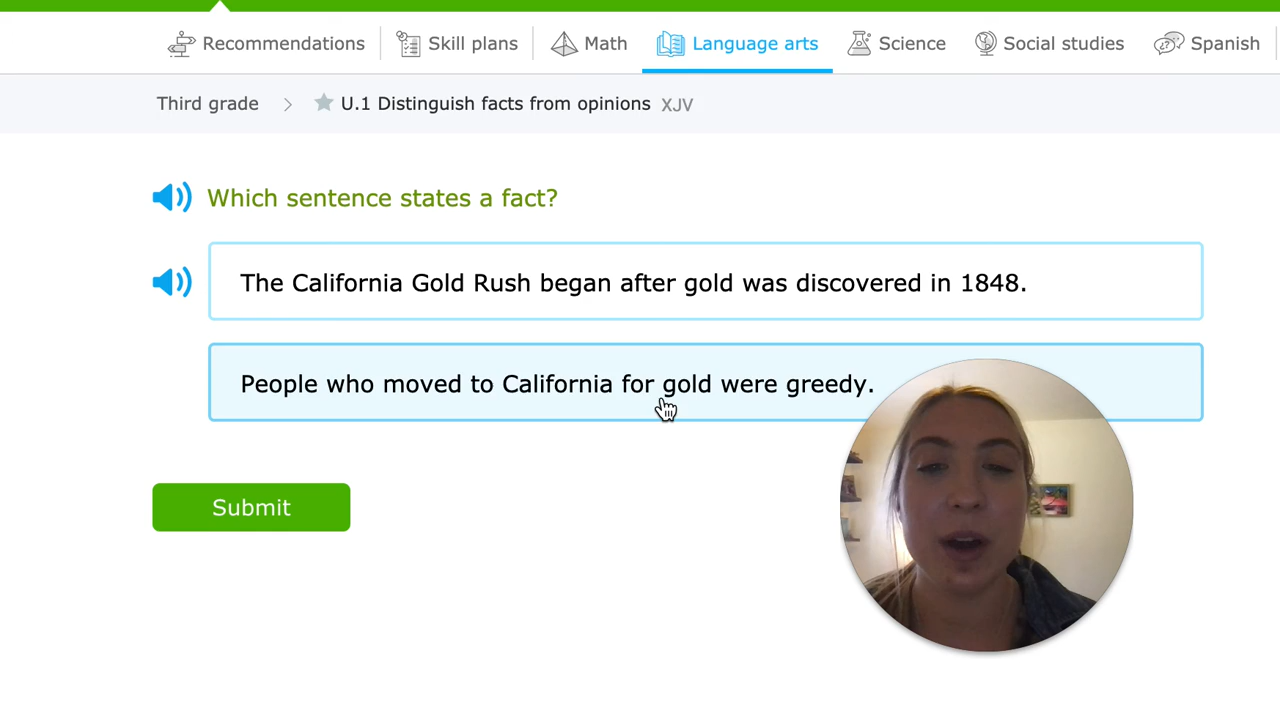 Recommendations Skill plans Math Language arts Science Social studies Spanish
Third grade > U.1 Distinguish facts from opinions XJV
Which sentence states a fact?
The California Gold Rush began after gold was discovered in 1848.
People who moved to California for gold were greedy.
Submit